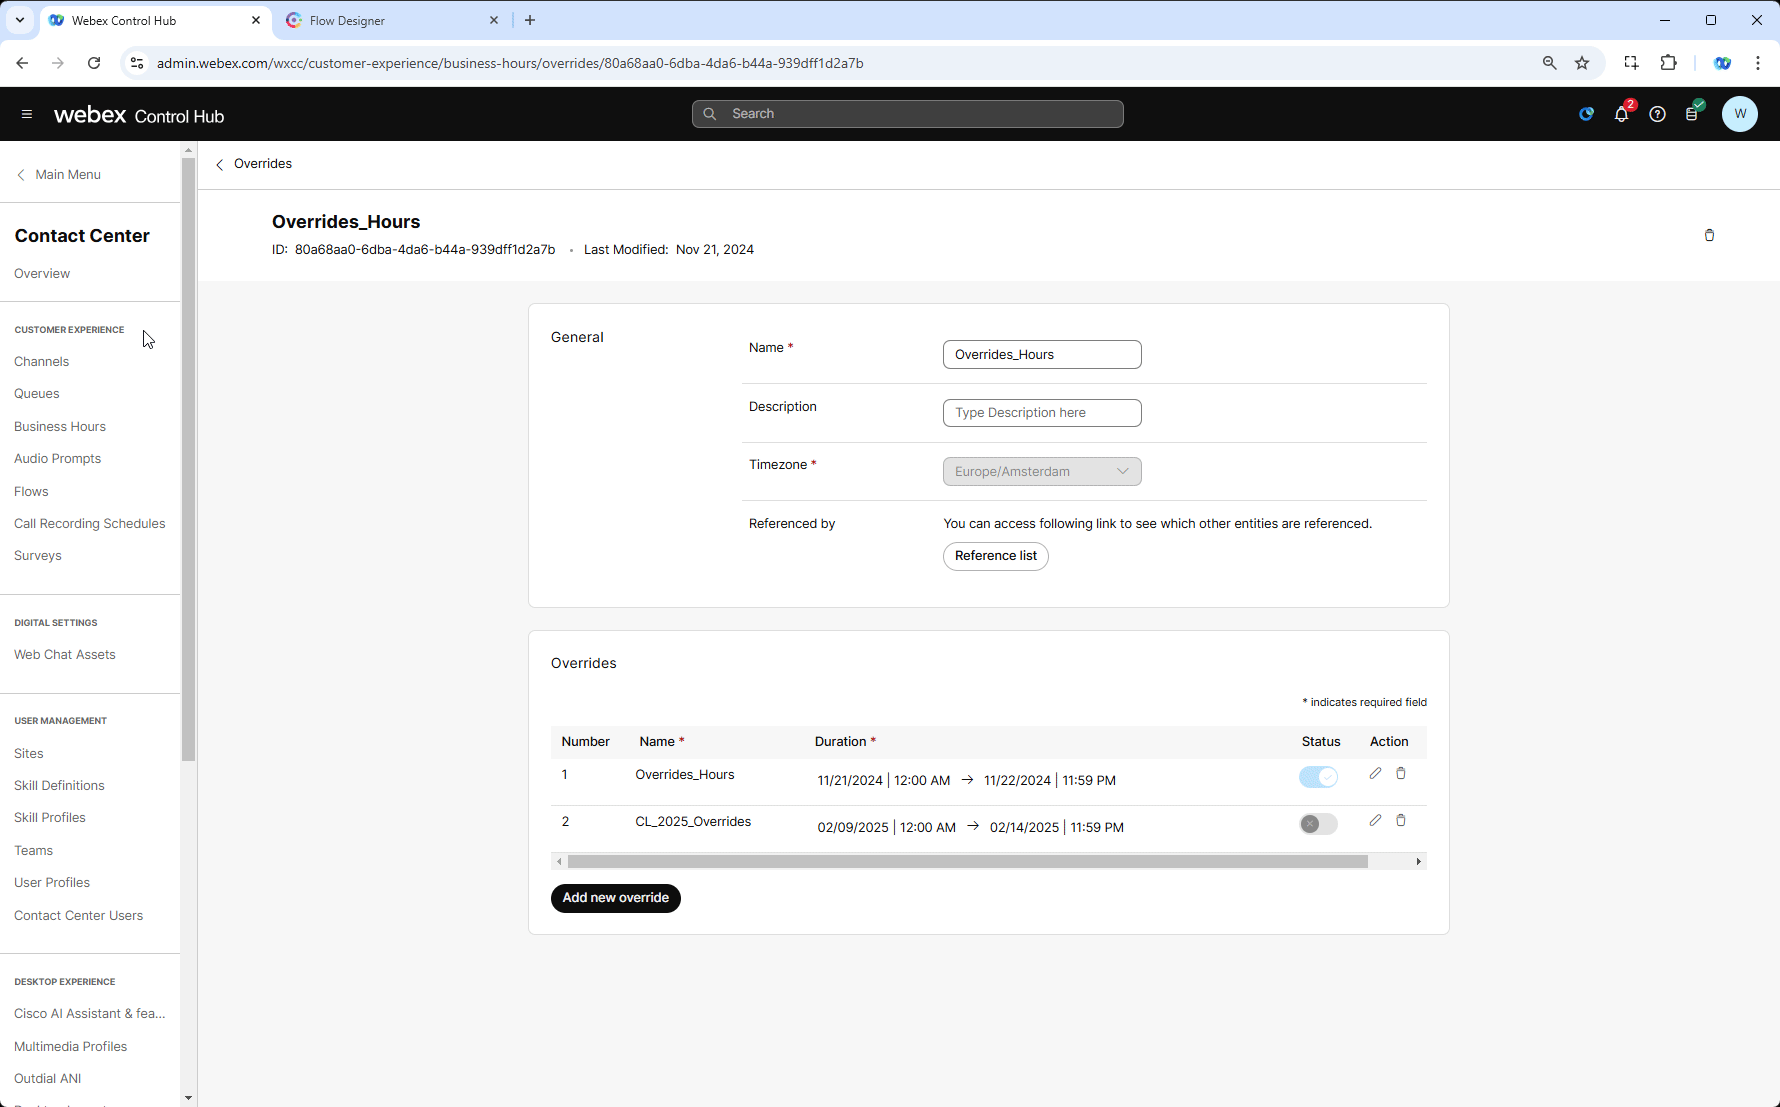 Webex Control Hub
Flow Designer
admin.webex.com/wxcc/customer-experience/business-hours/overrides/80a68aa0-6dba-4da6-b44a-939dff1d2a7b
webex Control Hub
Search
2
W
Main Menu
Contact Center
Overview
CUSTOMER EXPERIENCE
Channels
Queues
Business Hours
Audio Prompts
Flows
Call Recording Schedules
Surveys
DIGITAL SETTINGS
Web Chat Assets
USER MANAGEMENT
Sites
Skill Definitions
Skill Profiles
Teams
User Profiles
Contact Center Users
DESKTOP EXPERIENCE
Cisco AI Assistant & fea...
Multimedia Profiles
Outdial ANI
Overrides
Overrides_Hours
ID: 80a68aa0-6dba-4da6-b44a-939dff1d2a7b • Last Modified: Nov 21, 2024
General
Name * Overrides_Hours
Description Type Description here
Timezone * Europe/Amsterdam
Referenced by You can access following link to see which other entities are referenced.
Reference list
Overrides
* indicates required field
Number Name * Duration * Status Action
1 Overrides_Hours 11/21/2024 | 12:00 AM → 11/22/2024 | 11:59 PM
2 CL_2025_Overrides 02/09/2025 | 12:00 AM → 02/14/2025 | 11:59 PM
Add new override